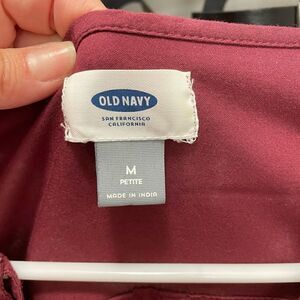 OLD NAVY
SAN FRANCISCO
CALIFORNIA
M
PETITE
MADE IN INDIA